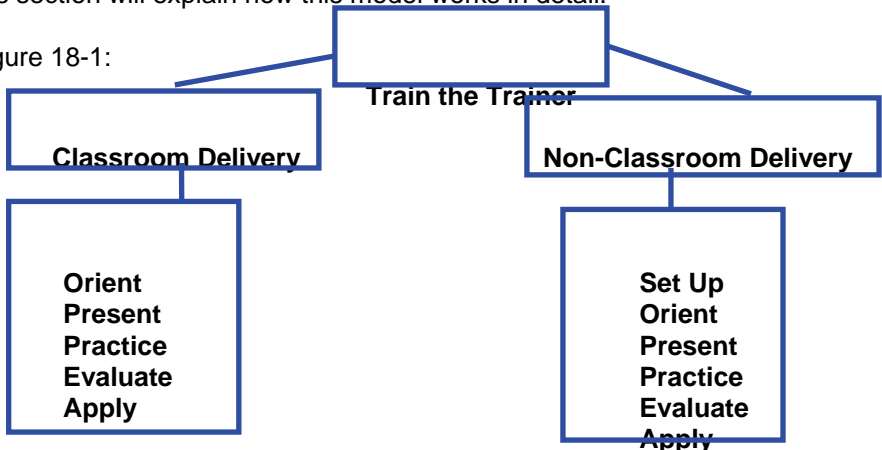 section will explain how this model works in detail.
gure 18-1:
Train the Trainer
Classroom Delivery
Non-Classroom Delivery
Orient
Present
Practice
Evaluate
Apply
Set Up
Orient
Present
Practice
Evaluate
Apply